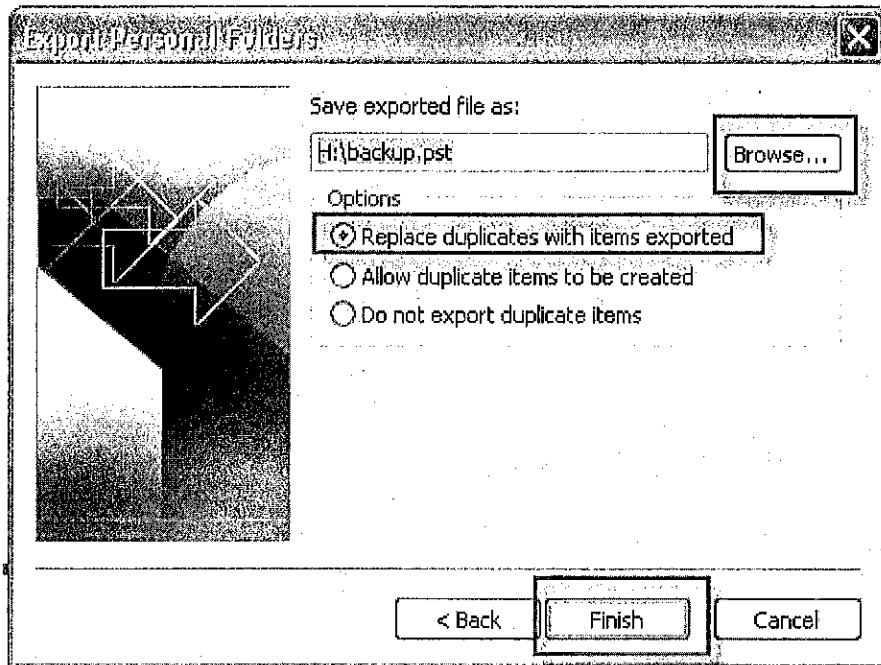 Export Personal Folders
Save exported file as:
H:\backup.pst
Browse...
Options
Replace duplicates with items exported
Allow duplicate items to be created
Do not export duplicate items
< Back
Finish
Cancel